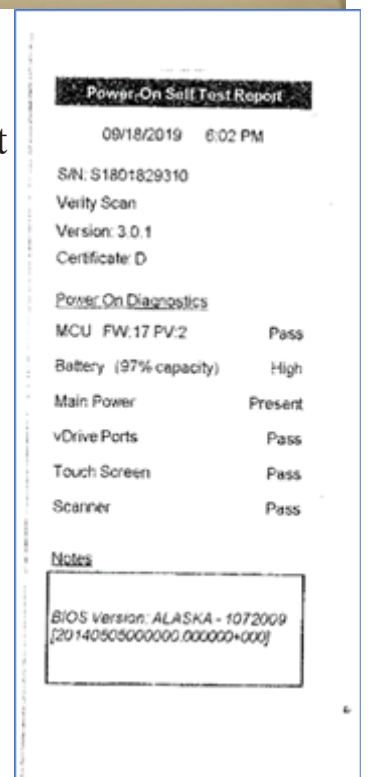 Power-On Self Test Report
09/18/2019 6:02 PM
S/N: S1801829310
Verity Scan
Version: 3.0.1
Certificate: D
Power On Diagnostics
MCU FW:17 PV:2 Pass
Battery (97% capacity) High
Main Power Present
vDrive Ports Pass
Touch Screen Pass
Scanner Pass
Notes
BIOS Version: ALASKA - 1072009
[20140505000000.000000+000]